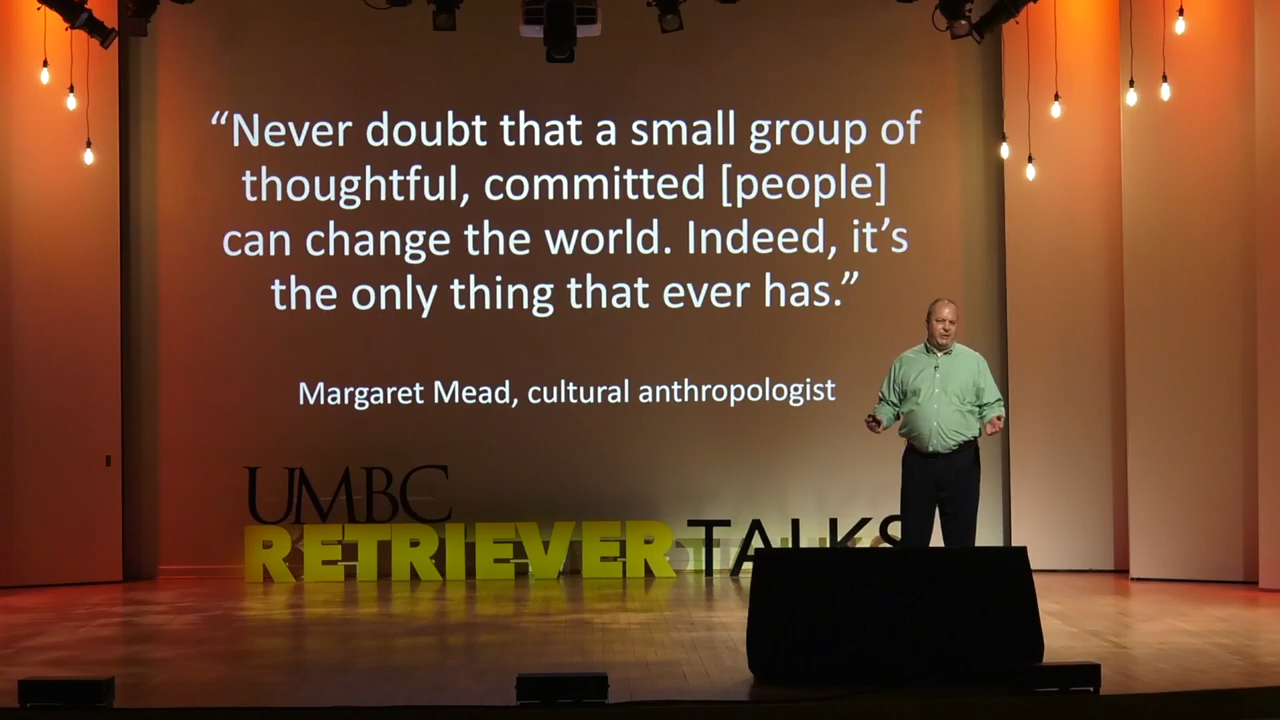 “Never doubt that a small group of
thoughtful, committed [people]
can change the world. Indeed, it’s
the only thing that ever has.”
Margaret Mead, cultural anthropologist
UMBC
RETRIEVER TALKS